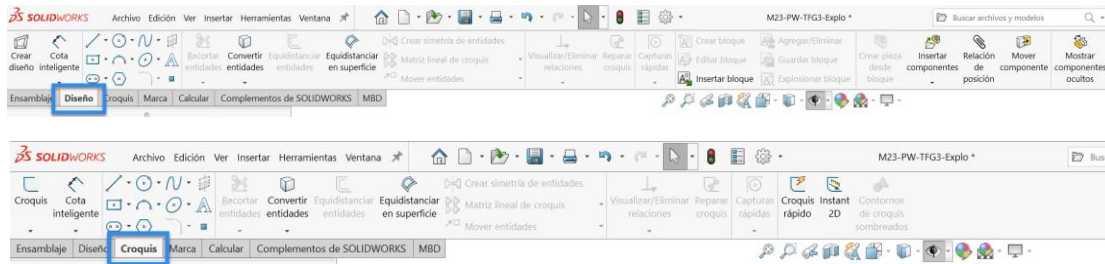 SOLIDWORKS Archivo Edición Ver Insertar Herramientas Ventana M23-PW-TFG3-Explo * Buscar archivos y modelos
Crear diseño Cota inteligente Recortar entidades Convertir entidades Equidistanciar entidades Equidistanciar en superficie Crear simetría de entidades Matriz lineal de croquis Mover entidades Visualizar/Eliminar relaciones Reparar croquis Capturas rápidas Crear bloque Editar bloque Insertar bloque Agregar/Eliminar Guardar bloque Explosionar bloque Crear pieza desde bloque Insertar componentes Relación de posición Mover componente Mostrar componentes ocultos
Ensamblaje Diseño Croquis Marca Calcular Complementos de SOLIDWORKS MBD
SOLIDWORKS Archivo Edición Ver Insertar Herramientas Ventana M23-PW-TFG3-Explo * Bus
Croquis Cota inteligente Recortar entidades Convertir entidades Equidistanciar entidades Equidistanciar en superficie Crear simetría de entidades Matriz lineal de croquis Mover entidades Visualizar/Eliminar relaciones Reparar croquis Capturas rápidas Croquis rápido Instant 2D Contornos de croquis sombreados
Ensamblaje Diseño Croquis Marca Calcular Complementos de SOLIDWORKS MBD